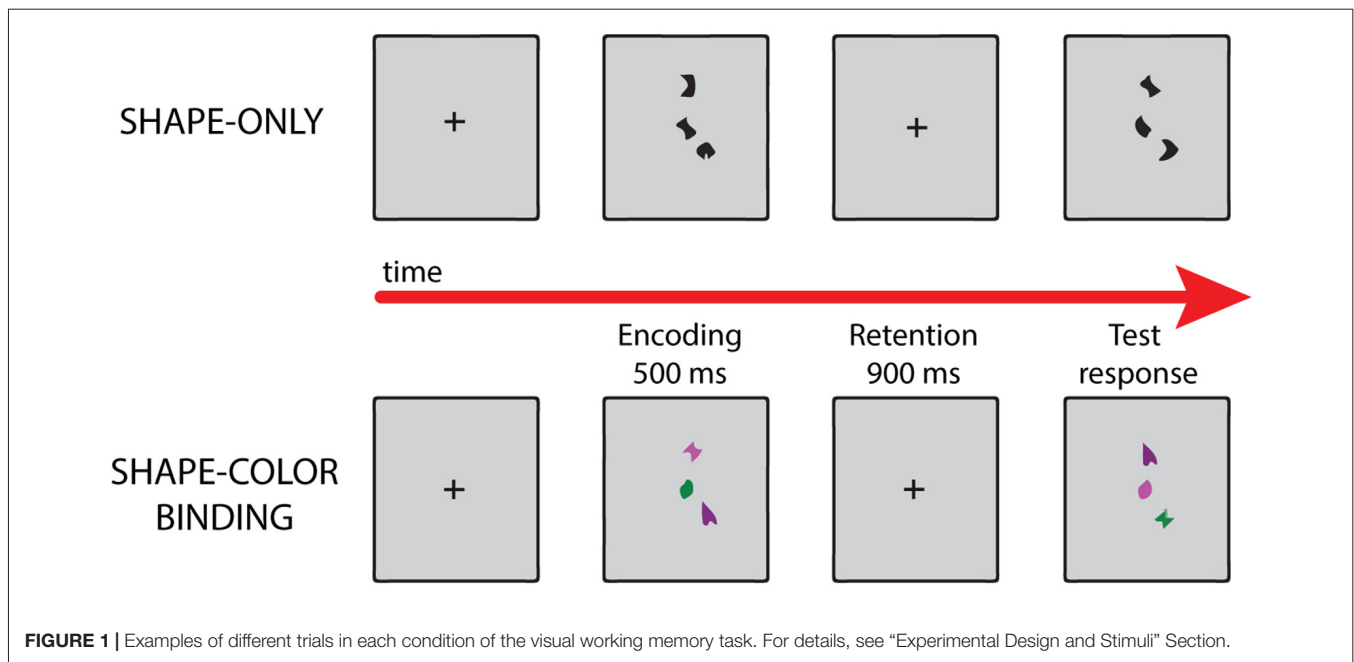 SHAPE-ONLY
time
Encoding
500 ms
Retention
900 ms
Test
response
SHAPE-COLOR
BINDING
FIGURE 1 | Examples of different trials in each condition of the visual working memory task. For details, see “Experimental Design and Stimuli” Section.